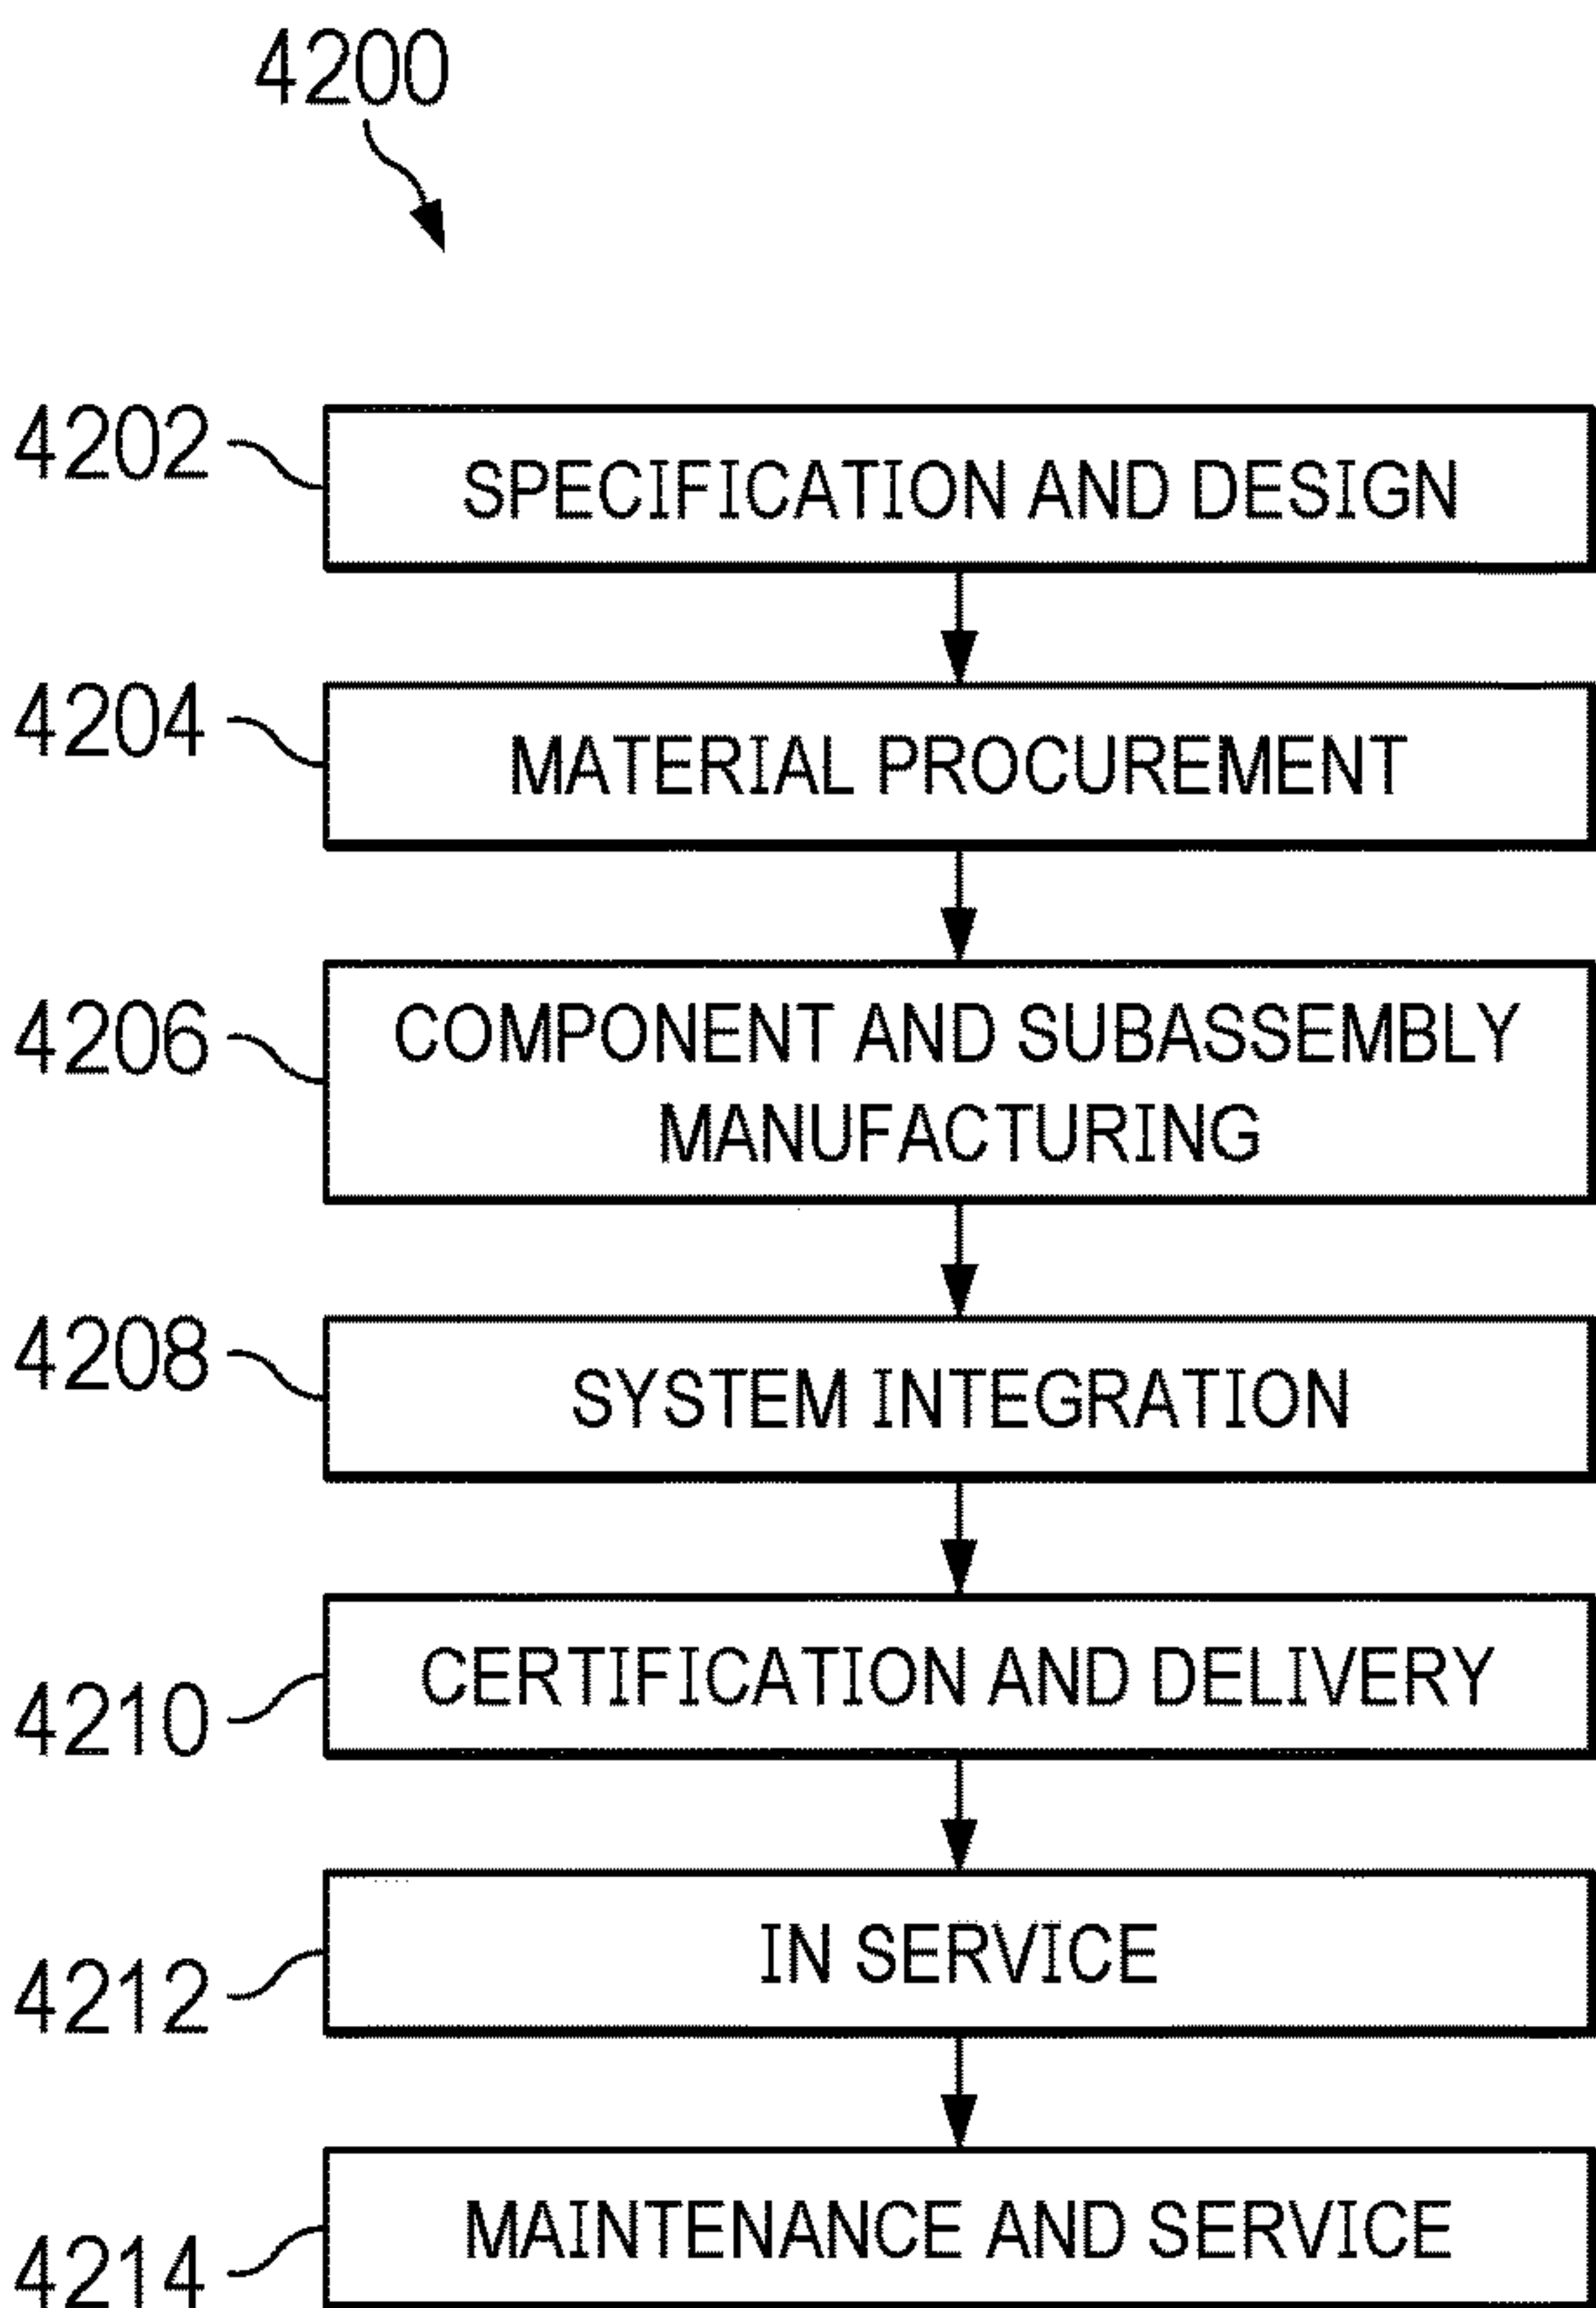 4200
4202
SPECIFICATION AND DESIGN
4204
MATERIAL PROCUREMENT
4206
COMPONENT AND SUBASSEMBLY
MANUFACTURING
4208
SYSTEM INTEGRATION
4210
CERTIFICATION AND DELIVERY
4212
IN SERVICE
4214
MAINTENANCE AND SERVICE